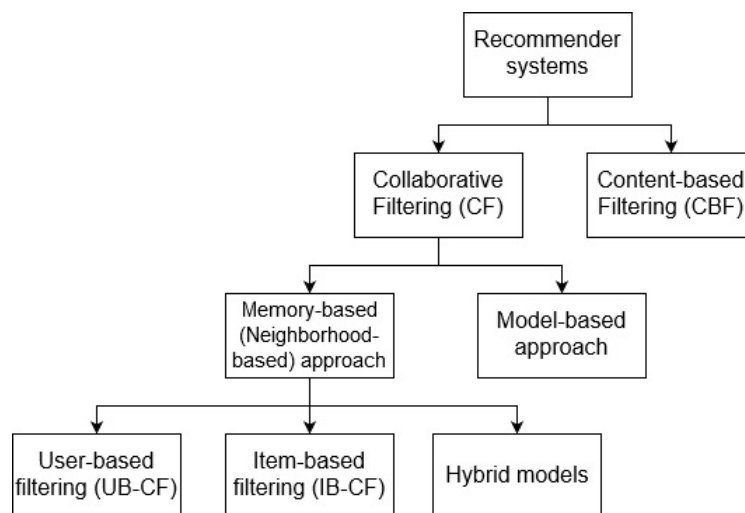 Recommender
systems
Collaborative
Filtering (CF)
Content-based
Filtering (CBF)
Memory-based
(Neighborhood-
based) approach
Model-based
approach
User-based
filtering (UB-CF)
Item-based
filtering (IB-CF)
Hybrid models